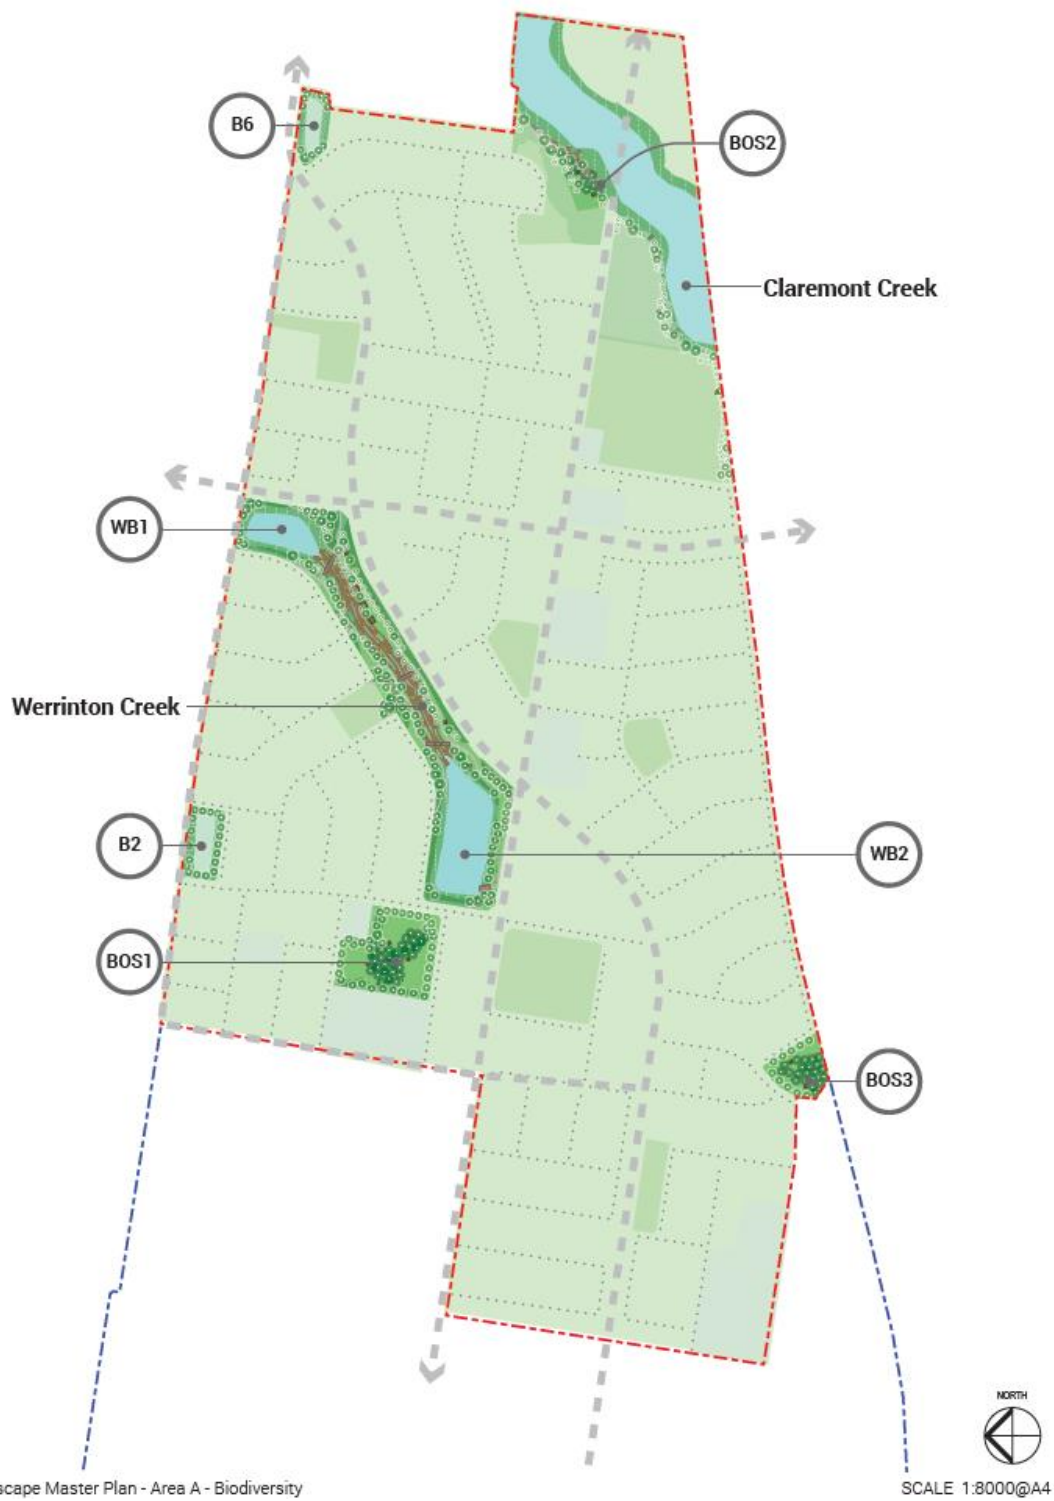 B6
BOS2
Claremont Creek
WB1
Werrinton Creek
B2
WB2
BOS1
BOS3
NORTH
scape Master Plan - Area A - Biodiversity
SCALE 1:8000@A4